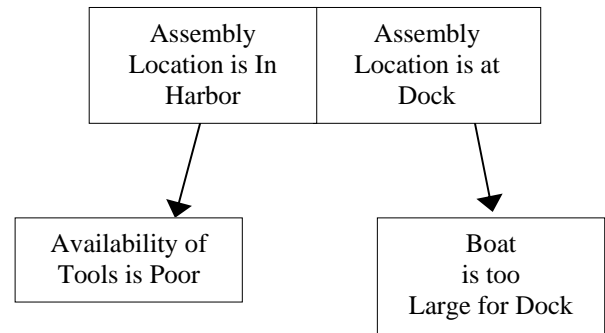 Assembly
Location is In
Harbor
Assembly
Location is at
Dock
Availability of
Tools is Poor
Boat
is too
Large for Dock